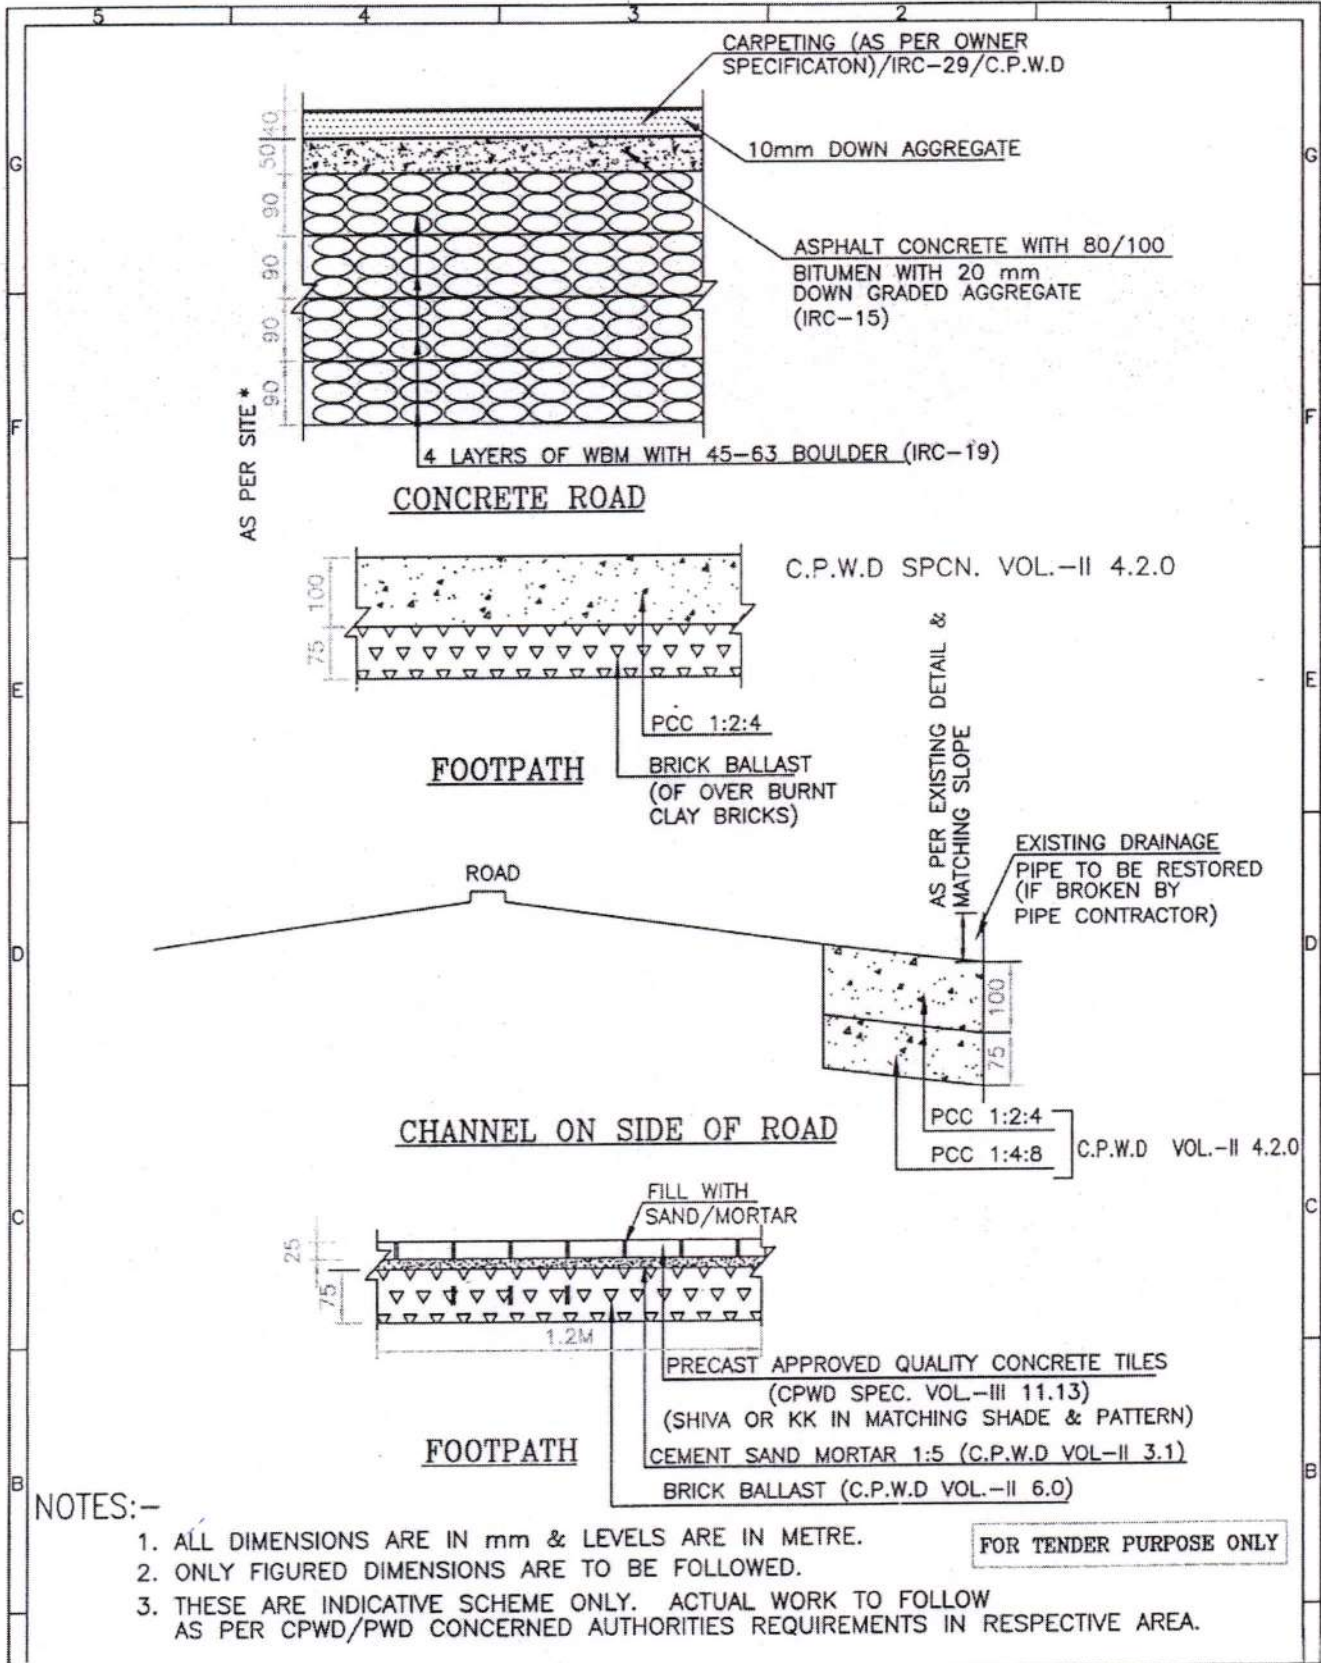 5 4 3 2 1
CARPETING (AS PER OWNER
SPECIFICATON)/IRC-29/C.P.W.D
40
50
10mm DOWN AGGREGATE
G
G
90
90
90
90
ASPHALT CONCRETE WITH 80/100
BITUMEN WITH 20 mm
DOWN GRADED AGGREGATE
(IRC-15)
AS PER SITE *
F
F
4 LAYERS OF WBM WITH 45-63 BOULDER (IRC-19)
CONCRETE ROAD
C.P.W.D SPCN. VOL.-II 4.2.0
100
75
E
E
PCC 1:2:4
FOOTPATH
BRICK BALLAST
(OF OVER BURNT
CLAY BRICKS)
AS PER EXISTING DETAIL &
MATCHING SLOPE
ROAD
EXISTING DRAINAGE
PIPE TO BE RESTORED
(IF BROKEN BY
PIPE CONTRACTOR)
D
D
100
75
CHANNEL ON SIDE OF ROAD
PCC 1:2:4
PCC 1:4:8
C.P.W.D VOL.-II 4.2.0
FILL WITH
SAND/MORTAR
C
C
25
75
1.2M
PRECAST APPROVED QUALITY CONCRETE TILES
(CPWD SPEC. VOL.-III 11.13)
(SHIVA OR KK IN MATCHING SHADE & PATTERN)
FOOTPATH
CEMENT SAND MORTAR 1:5 (C.P.W.D VOL-II 3.1)
BRICK BALLAST (C.P.W.D VOL.-II 6.0)
B
B
NOTES:-
1. ALL DIMENSIONS ARE IN mm & LEVELS ARE IN METRE.
FOR TENDER PURPOSE ONLY
2. ONLY FIGURED DIMENSIONS ARE TO BE FOLLOWED.
3. THESE ARE INDICATIVE SCHEME ONLY. ACTUAL WORK TO FOLLOW
AS PER CPWD/PWD CONCERNED AUTHORITIES REQUIREMENTS IN RESPECTIVE AREA.